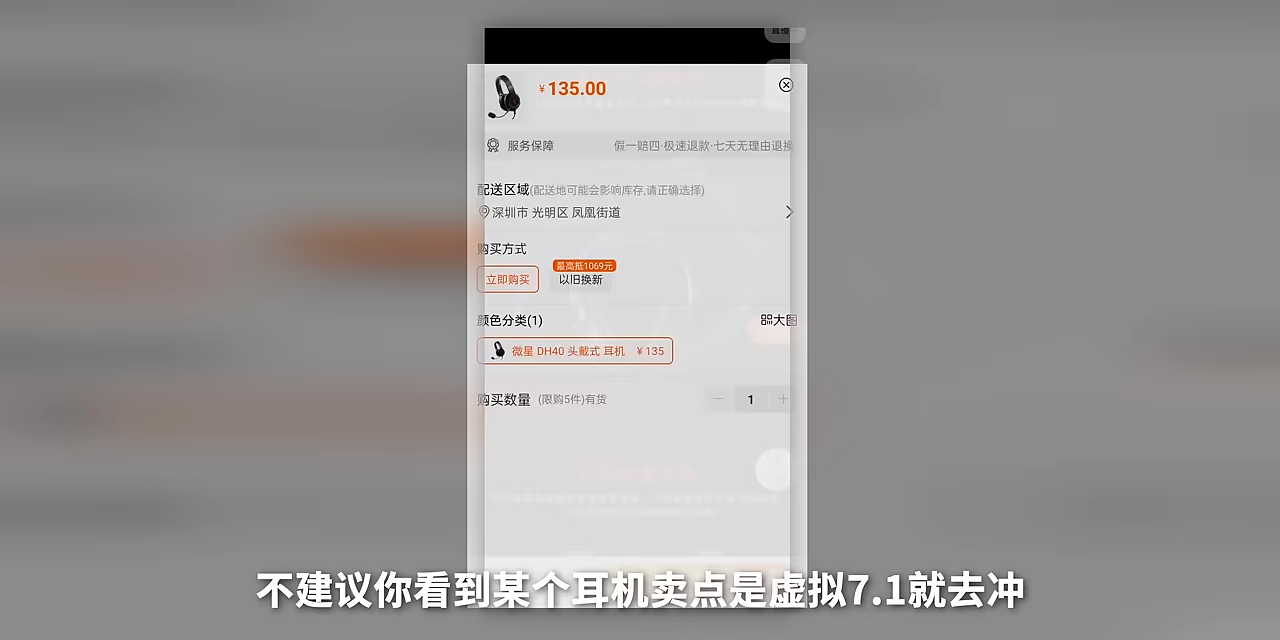 直播
¥135.00
服务保障 假一赔四·极速退款·七天无理由退换
配送区域(配送地可能会影响库存,请正确选择)
深圳市 光明区 凤凰街道
购买方式
最高抵1069元
立即购买 以旧换新
颜色分类(1) 大图
微星 DH40 头戴式 耳机 ¥135
购买数量 (限购5件)有货 1
不建议你看到某个耳机卖点是虚拟7.1就去冲